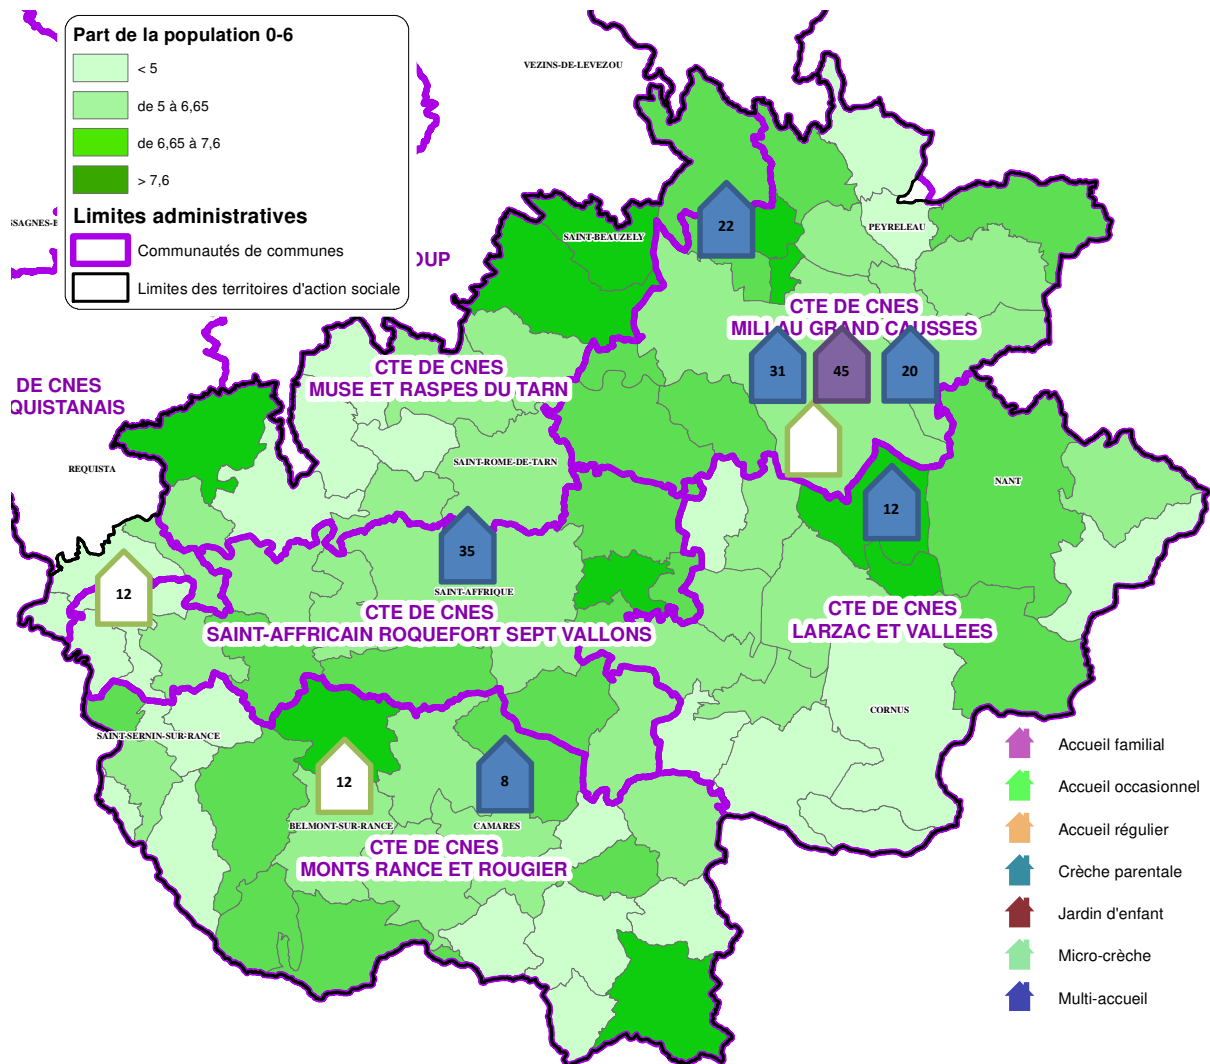 Part de la population 0-6
< 5
de 5 à 6,65
de 6,65 à 7,6
> 7,6
Limites administratives
Communautés de communes
Limites des territoires d'action sociale
VEZINS-DE-LEVEZOU
OUP
SAINT-BEAUZELY
22
PEYRELEAU
CTE DE CNES
MILLAU GRAND CAUSSES
31
45
20
CTE DE CNES
MUSE ET RASPES DU TARN
DE CNES
QUISTANAIS
REQUISTA
SAINT-ROME-DE-TARN
NANT
12
35
SAINT-AFFRIQUE
12
CTE DE CNES
SAINT-AFFRICAIN ROQUEFORT SEPT VALLONS
CTE DE CNES
LARZAC ET VALLEES
CORNUS
SAINT-SERNIN-SUR-RANCE
12
BELMONT-SUR-RANCE
8
CAMARES
CTE DE CNES
MONTS RANCE ET ROUGIER
Accueil familial
Accueil occasionnel
Accueil régulier
Crèche parentale
Jardin d'enfant
Micro-crèche
Multi-accueil